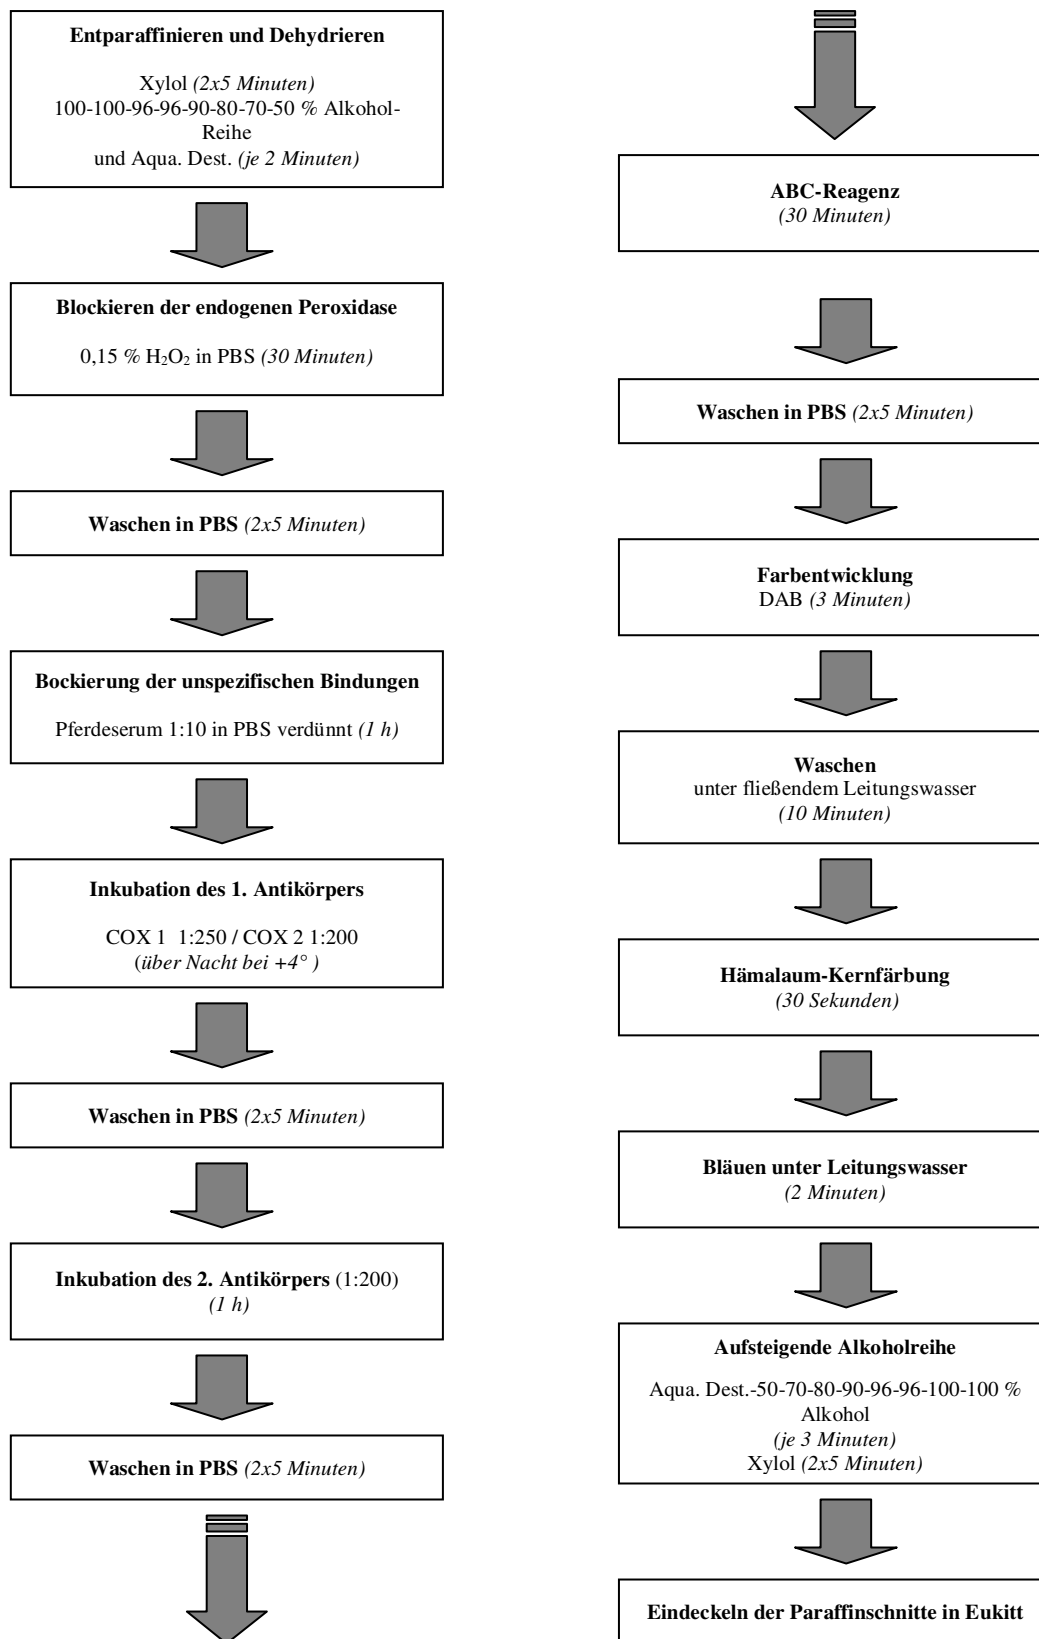 Entparaffinieren und Dehydrieren
Xylol (2x5 Minuten)
100-100-96-96-90-80-70-50 % Alkohol-
Reihe
und Aqua. Dest. (je 2 Minuten)
Blockieren der endogenen Peroxidase
0,15 % H₂O₂ in PBS (30 Minuten)
Waschen in PBS (2x5 Minuten)
Bockierung der unspezifischen Bindungen
Pferdeserum 1:10 in PBS verdünnt (1 h)
Inkubation des 1. Antikörpers
COX 1  1:250 / COX 2 1:200
(über Nacht bei +4° )
Waschen in PBS (2x5 Minuten)
Inkubation des 2. Antikörpers (1:200)
(1 h)
Waschen in PBS (2x5 Minuten)
ABC-Reagenz
(30 Minuten)
Waschen in PBS (2x5 Minuten)
Farbentwicklung
DAB (3 Minuten)
Waschen
unter fließendem Leitungswasser
(10 Minuten)
Hämalaum-Kernfärbung
(30 Sekunden)
Bläuen unter Leitungswasser
(2 Minuten)
Aufsteigende Alkoholreihe
Aqua. Dest.-50-70-80-90-96-96-100-100 %
Alkohol
(je 3 Minuten)
Xylol (2x5 Minuten)
Eindeckeln der Paraffinschnitte in Eukitt